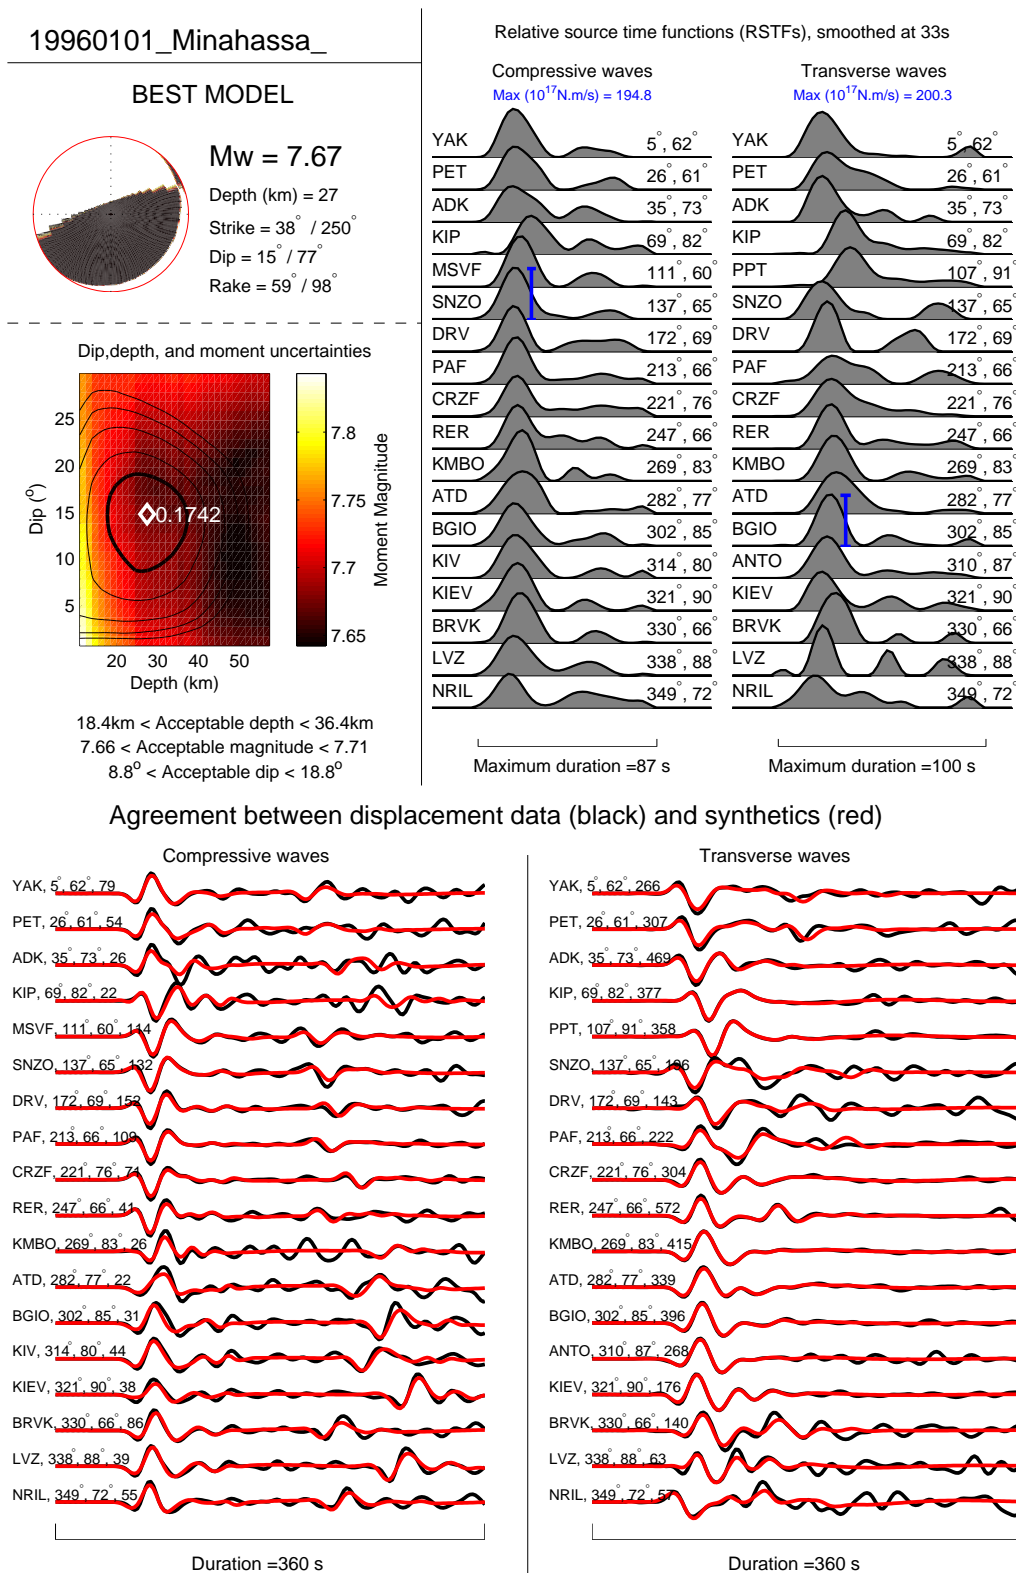 19960101_Minahassa_
BEST MODEL
Mw = 7.67
Depth (km) = 27
Strike = 38° / 250°
Dip = 15° / 77°
Rake = 59° / 98°
Dip,depth, and moment uncertainties
25
20
15
10
5
Dip (°)
0.1742
20 30 40 50
Depth (km)
7.8
7.75
7.7
7.65
Moment Magnitude
18.4km < Acceptable depth < 36.4km
7.66 < Acceptable magnitude < 7.71
8.8° < Acceptable dip < 18.8°
Relative source time functions (RSTFs), smoothed at 33s
Compressive waves
Max (10^17 N.m/s) = 194.8
YAK 5°, 62°
PET 26°, 61°
ADK 35°, 73°
KIP 69°, 82°
MSVF 111°, 60°
SNZO 137°, 65°
DRV 172°, 69°
PAF 213°, 66°
CRZF 221°, 76°
RER 247°, 66°
KMBO 269°, 83°
ATD 282°, 77°
BGIO 302°, 85°
KIV 314°, 80°
KIEV 321°, 90°
BRVK 330°, 66°
LVZ 338°, 88°
NRIL 349°, 72°
Maximum duration =87 s
Transverse waves
Max (10^17 N.m/s) = 200.3
YAK 5°, 62°
PET 26°, 61°
ADK 35°, 73°
KIP 69°, 82°
PPT 107°, 91°
SNZO 137°, 65°
DRV 172°, 69°
PAF 213°, 66°
CRZF 221°, 76°
RER 247°, 66°
KMBO 269°, 83°
ATD 282°, 77°
BGIO 302°, 85°
ANTO 310°, 87°
KIEV 321°, 90°
BRVK 330°, 66°
LVZ 338°, 88°
NRIL 349°, 72°
Maximum duration =100 s
Agreement between displacement data (black) and synthetics (red)
Compressive waves
YAK, 5°, 62°, 79
PET, 26°, 61°, 54
ADK, 35°, 73°, 26
KIP, 69°, 82°, 22
MSVF, 111°, 60°, 114
SNZO, 137°, 65°, 132
DRV, 172°, 69°, 152
PAF, 213°, 66°, 109
CRZF, 221°, 76°, 71
RER, 247°, 66°, 41
KMBO, 269°, 83°, 26
ATD, 282°, 77°, 22
BGIO, 302°, 85°, 31
KIV, 314°, 80°, 44
KIEV, 321°, 90°, 38
BRVK, 330°, 66°, 86
LVZ, 338°, 88°, 39
NRIL, 349°, 72°, 55
Duration =360 s
Transverse waves
YAK, 5°, 62°, 266
PET, 26°, 61°, 307
ADK, 35°, 73°, 469
KIP, 69°, 82°, 377
PPT, 107°, 91°, 358
SNZO, 137°, 65°, 196
DRV, 172°, 69°, 143
PAF, 213°, 66°, 222
CRZF, 221°, 76°, 304
RER, 247°, 66°, 572
KMBO, 269°, 83°, 415
ATD, 282°, 77°, 339
BGIO, 302°, 85°, 396
ANTO, 310°, 87°, 268
KIEV, 321°, 90°, 176
BRVK, 330°, 66°, 140
LVZ, 338°, 88°, 63
NRIL, 349°, 72°, 57
Duration =360 s